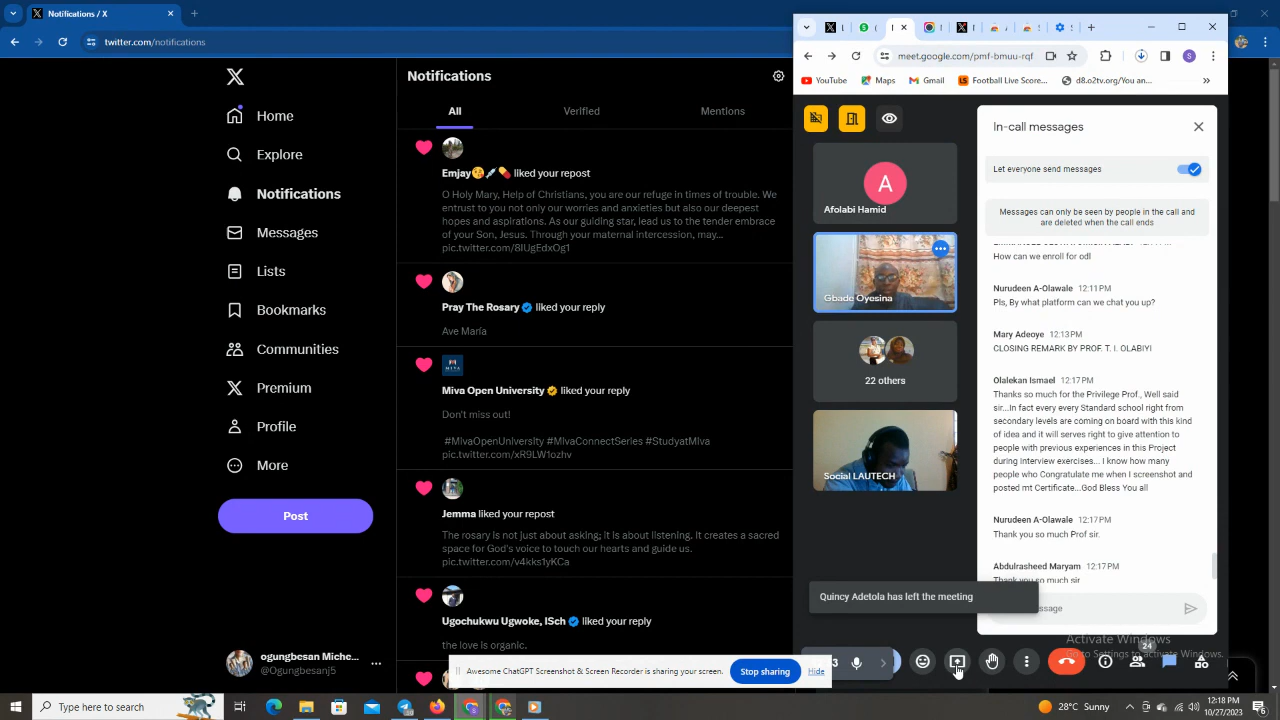 Notifications / X
twitter.com/notifications
Home
Explore
Notifications
Messages
Lists
Bookmarks
Communities
Premium
Profile
More
Post
ogungbesan Miche...
@Ogungbesanj5
Notifications
All
Verified
Mentions
Emjay😘💉💊 liked your repost
O Holy Mary, Help of Christians, you are our refuge in times of trouble. We
entrust to you not only our worries and anxieties but also our deepest
hopes and aspirations. As our guiding star, lead us to the tender embrace
of your Son, Jesus. Through your maternal intercession, may...
pic.twitter.com/8IUgEdxOg1
Pray The Rosary liked your reply
Ave María
Miva Open University liked your reply
Don't miss out!
#MivaOpenUniversity #MivaConnectSeries #StudyatMiva
pic.twitter.com/xR9LW1ozhv
Jemma liked your repost
The rosary is not just about asking; it is about listening. It creates a sacred
space for God's voice to touch our hearts and guide us.
pic.twitter.com/v4kks1yKCa
Ugochukwu Ugwoke, ISch liked your reply
the love is organic.
Awesome ChatGPT Screenshot & Screen Recorder is sharing your screen.
Stop sharing
Hide
meet.google.com/pmf-bmuu-rqf
S
YouTube
Maps
Gmail
Football Live Score...
d8.o2tv.org/You an...
A
Afolabi Hamid
Gbade Oyesina
22 others
Social LAUTECH
Quincy Adetola has left the meeting
In-call messages
Let everyone send messages
Messages can only be seen by people in the call and
are deleted when the call ends
How can we enroll for odl
Nurudeen A-Olawale 12:11 PM
Pls, By what platform can we chat you up?
Mary Adeoye 12:13 PM
CLOSING REMARK BY PROF. T. I. OLABIYI
Olalekan Ismael 12:17 PM
Thanks so much for the Privilege Prof., Well said
sir...In fact every every Standard school right from
secondary levels are coming on board with this kind
of idea and it will serves right to give attention to
people with previous experiences in this Project
during Interview exercises... I know how many
people who Congratulate me when I screenshot and
posted mt Certificate...God Bless You all
Nurudeen A-Olawale 12:17 PM
Thank you so much Prof sir.
Abdulrasheed Maryam 12:17 PM
Thank you so much sir
24
Activate Windows
Go to Settings to activate Windows.
Type here to search
28°C Sunny
12:18 PM
10/27/2023
6